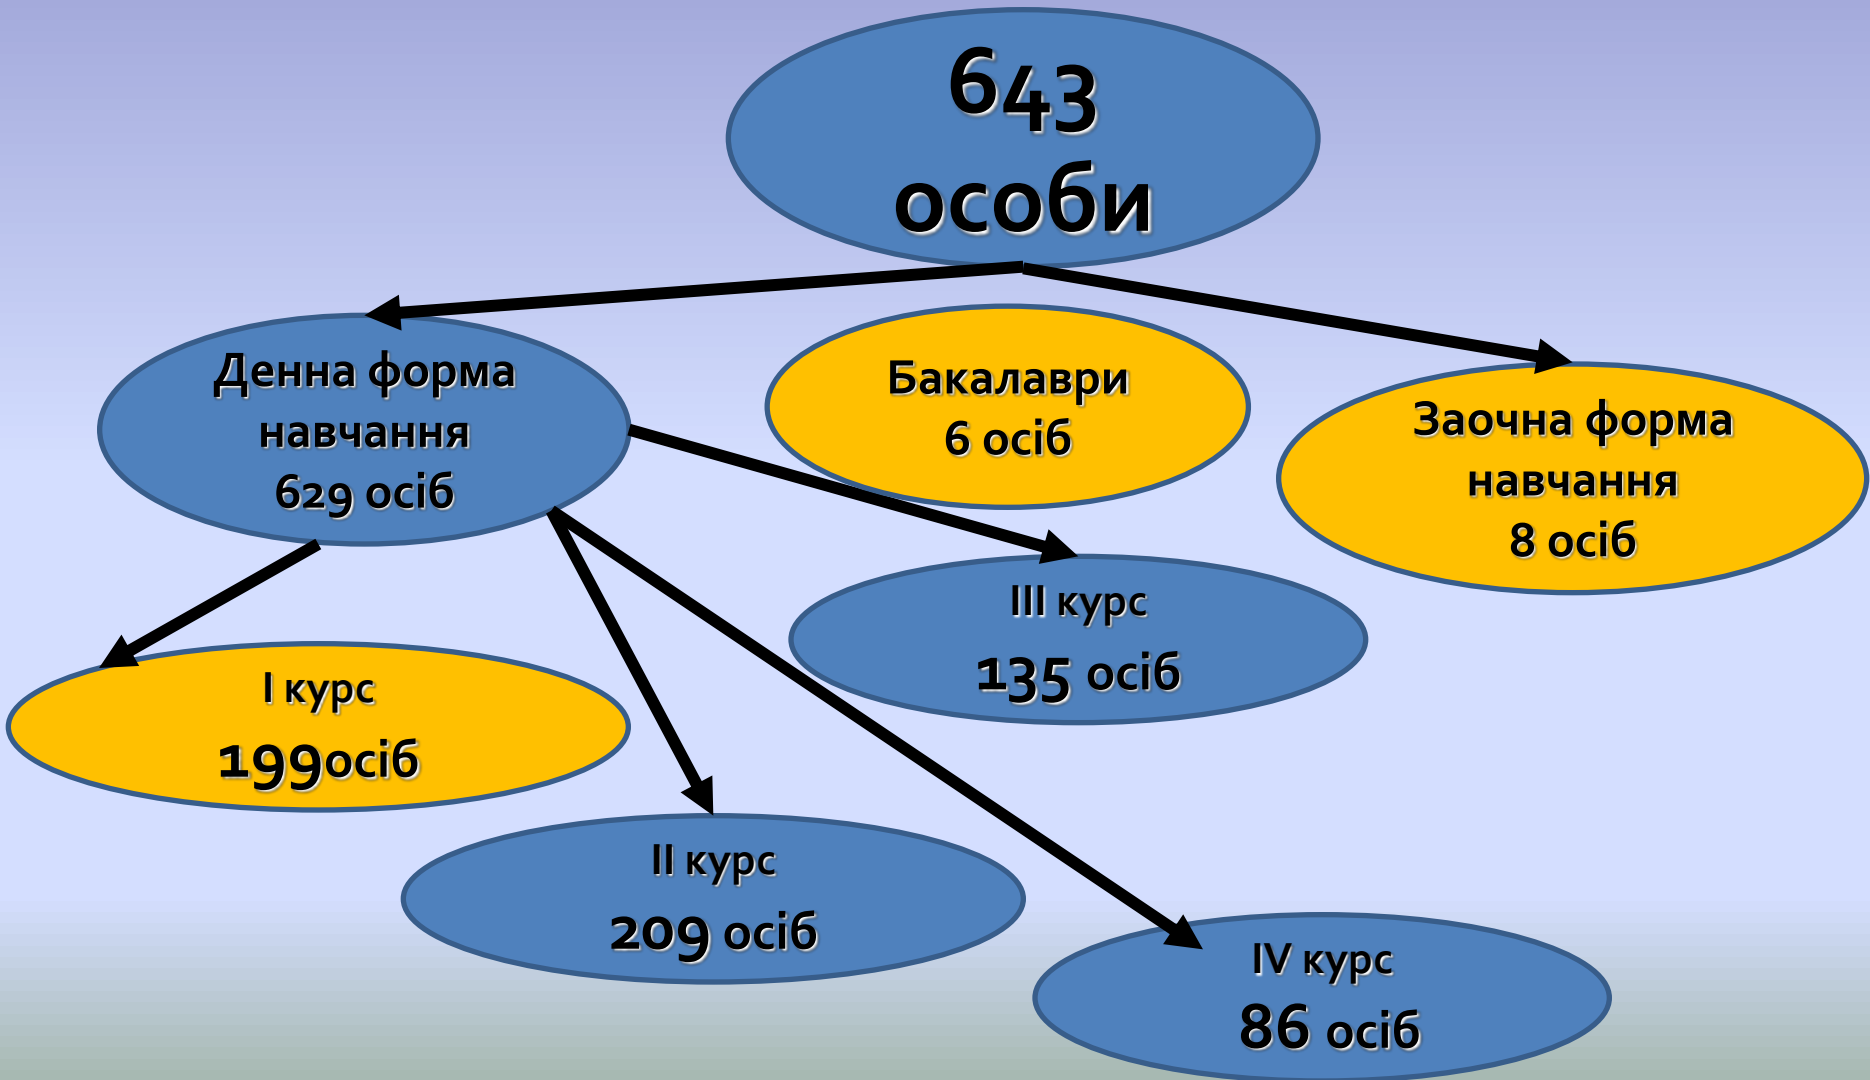 643
особи
Денна форма
навчання
629 осіб
Бакалаври
6 осіб
Заочна форма
навчання
8 осіб
III курс
135 осіб
I курс
199осіб
II курс
209 осіб
IV курс
86 осіб